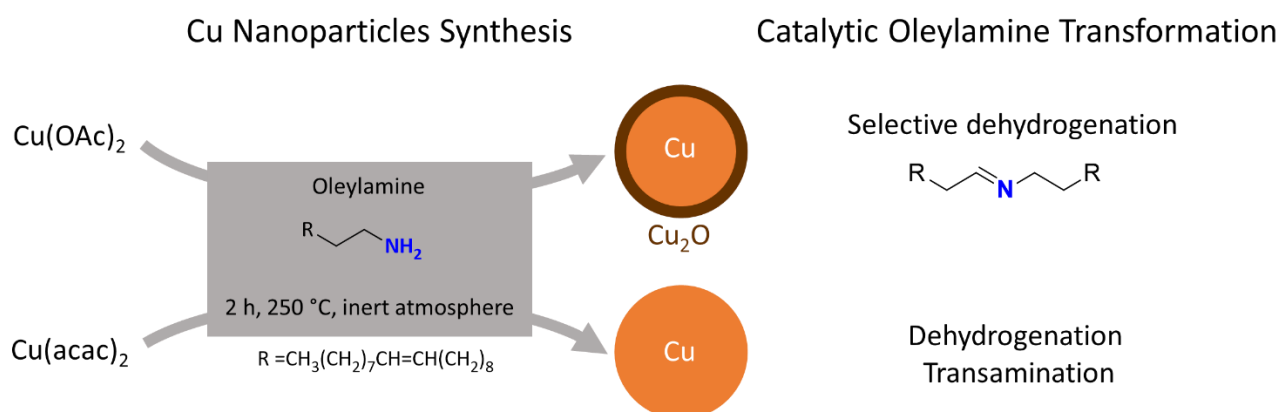 Cu Nanoparticles Synthesis
Catalytic Oleylamine Transformation
Cu(OAc)₂
Oleylamine
R
NH₂
2 h, 250 °C, inert atmosphere
Cu(acac)₂
R =CH₃(CH₂)₇CH=CH(CH₂)₈
Cu
Cu₂O
Cu
Selective dehydrogenation
R
N
R
Dehydrogenation
Transamination